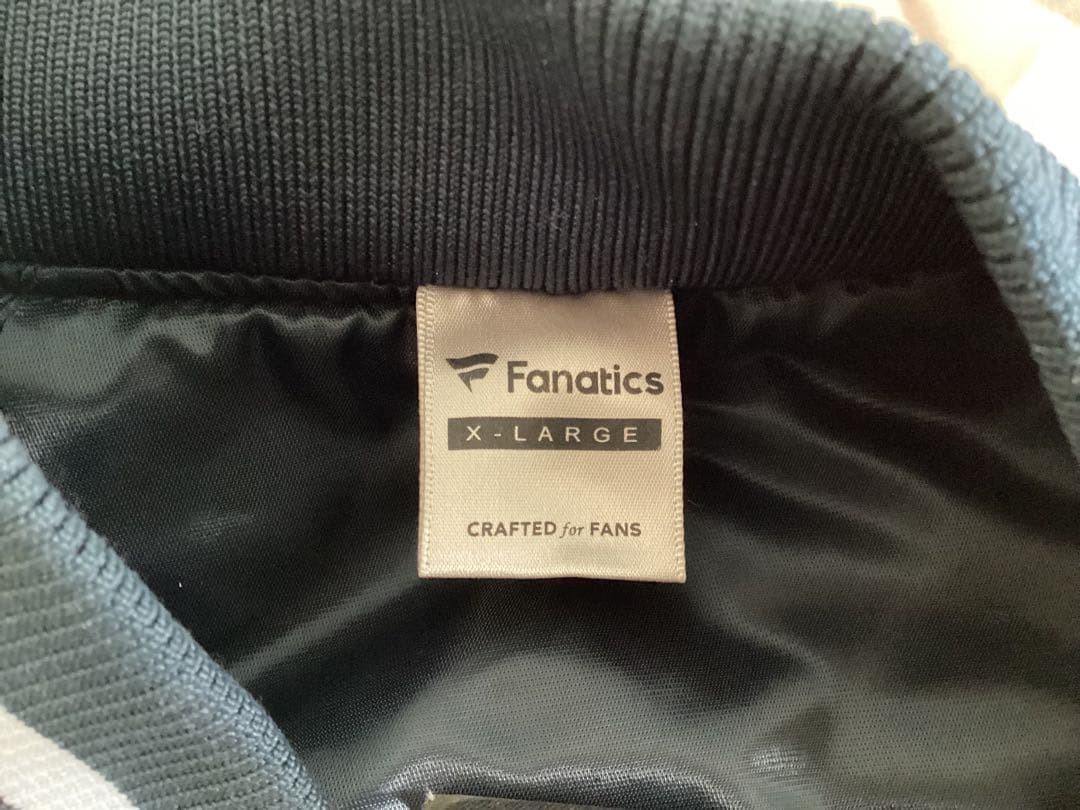 Fanatics
X-LARGE
CRAFTED for FANS